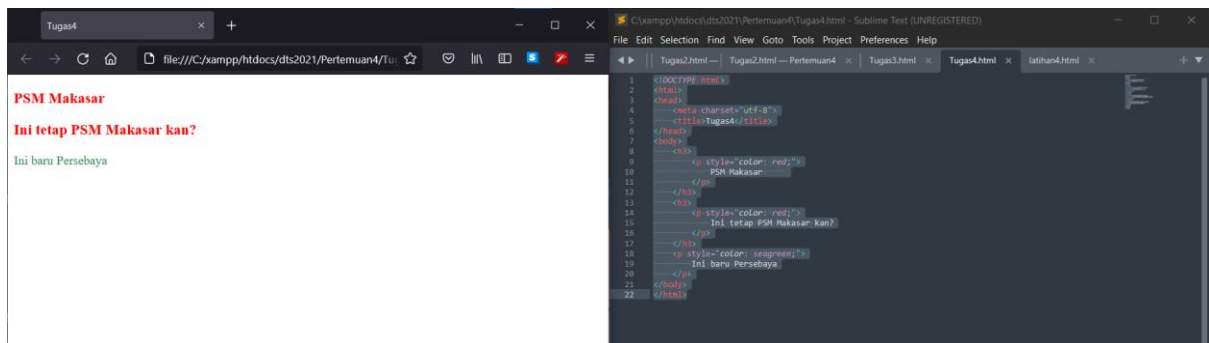 Tugas4
file:///C:/xampp/htdocs/dts2021/Pertemuan4/Tu
PSM Makasar
Ini tetap PSM Makasar kan?
Ini baru Persebaya
C:\xampp\htdocs\dts2021\Pertemuan4\Tugas4.html - Sublime Text (UNREGISTERED)
File Edit Selection Find View Goto Tools Project Preferences Help
Tugas2.html — Tugas2.html — Pertemuan4 Tugas3.html Tugas4.html latihan4.html
1 <!DOCTYPE html>
2 <html>
3 <head>
4 <meta charset="utf-8">
5 <title>Tugas4</title>
6 </head>
7 <body>
8 <h3>
9 <p style="color: red;">
10 PSM Makasar
11 </p>
12 </h3>
13 <h3>
14 <p style="color: red;">
15 Ini tetap PSM Makasar kan?
16 </p>
17 </h3>
18 <p style="color: seagreen;">
19 Ini baru Persebaya
20 </p>
21 </body>
22 </html>